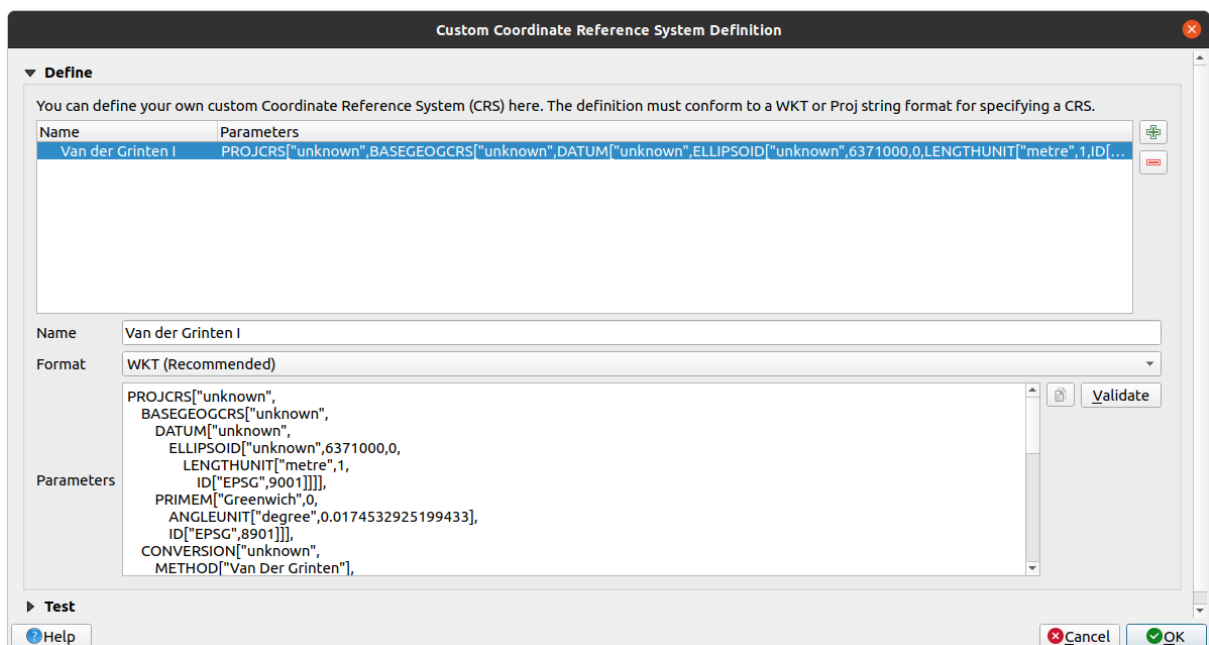 Custom Coordinate Reference System Definition
Define
You can define your own custom Coordinate Reference System (CRS) here. The definition must conform to a WKT or Proj string format for specifying a CRS.
Name Parameters
Van der Grinten I PROJCRS["unknown",BASEGEOGCRS["unknown",DATUM["unknown",ELLIPSOID["unknown",6371000,0,LENGTHUNIT["metre",1,ID[...
Name Van der Grinten I
Format WKT (Recommended)
Parameters
PROJCRS["unknown",
BASEGEOGCRS["unknown",
DATUM["unknown",
ELLIPSOID["unknown",6371000,0,
LENGTHUNIT["metre",1,
ID["EPSG",9001]]]],
PRIMEM["Greenwich",0,
ANGLEUNIT["degree",0.0174532925199433],
ID["EPSG",8901]]],
CONVERSION["unknown",
METHOD["Van Der Grinten"],
Validate
Test
Help
Cancel
OK